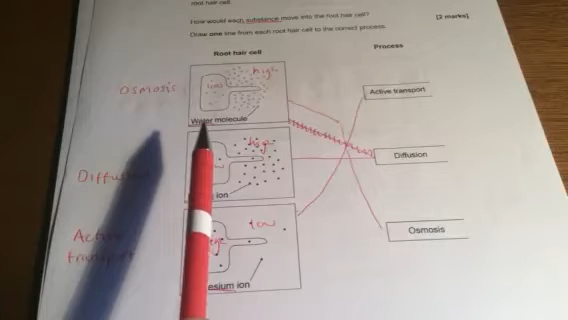 root hair cell.
How would each substance move into the root hair cell?
[2 marks]
Draw one line from each root hair cell to the correct process.
Root hair cell
Process
Osmosis
low
high
Water molecule
Active transport
high
ion
Diffusion
Active
transport
low
esium ion
Osmosis